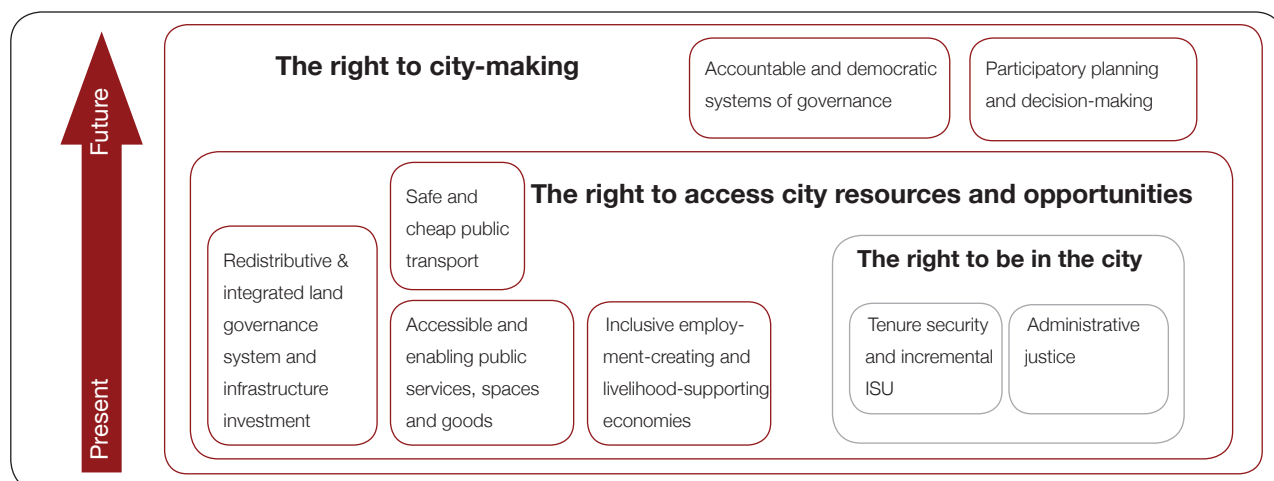 Future
Present
The right to city-making
Accountable and democratic
systems of governance
Participatory planning
and decision-making
The right to access city resources and opportunities
Safe and
cheap public
transport
Redistributive &
integrated land
governance
system and
infrastructure
investment
Accessible and
enabling public
services, spaces
and goods
Inclusive employ-
ment-creating and
livelihood-supporting
economies
The right to be in the city
Tenure security
and incremental
ISU
Administrative
justice